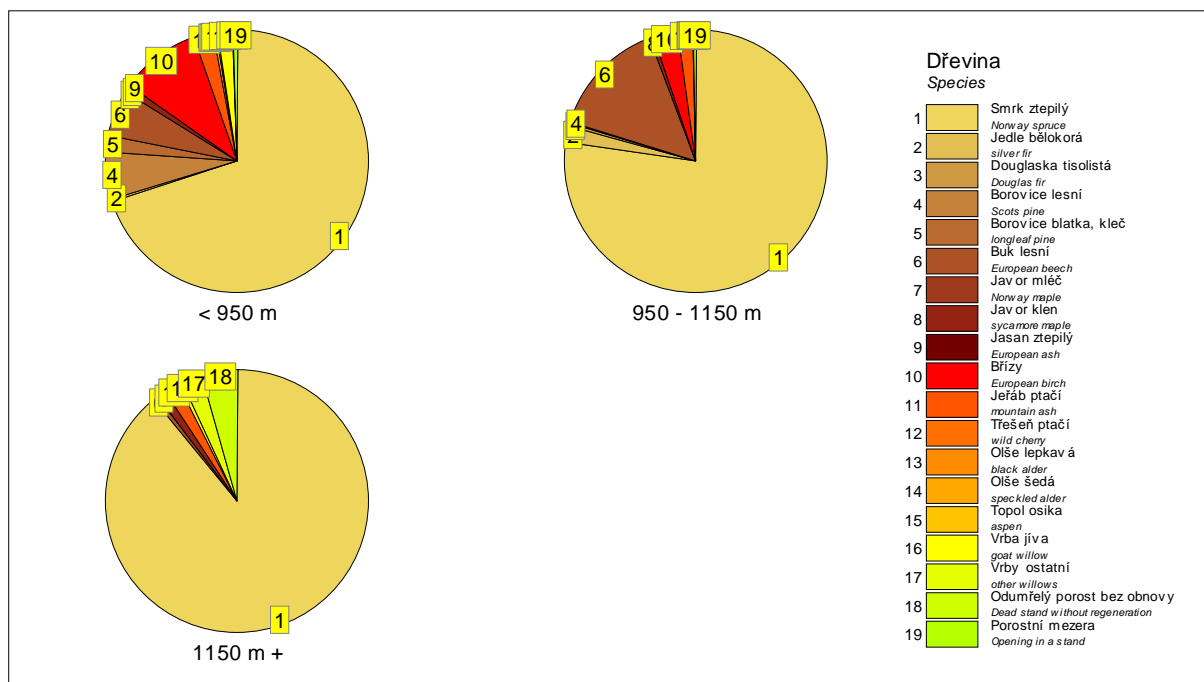 19
10
9
6
5
4
2
1
< 950 m
19
6
4
1
950 - 1150 m
17
18
1
1150 m +
Dřevina
Species
1 Smrk ztepilý
Norway spruce
2 Jedle bělokorá
silver fir
3 Douglaska tisolistá
Douglas fir
4 Borovice lesní
Scots pine
5 Borovice blatka, kleč
longleaf pine
6 Buk lesní
European beech
7 Javor mléč
Norway maple
8 Javor klen
sycamore maple
9 Jasan ztepilý
European ash
10 Břízy
European birch
11 Jeřáb ptačí
mountain ash
12 Třešeň ptačí
wild cherry
13 Olše lepkavá
black alder
14 Olše šedá
speckled alder
15 Topol osika
aspen
16 Vrba jíva
goat willow
17 Vrby ostatní
other willows
18 Odumřelý porost bez obnovy
Dead stand without regeneration
19 Porostní mezera
Opening in a stand